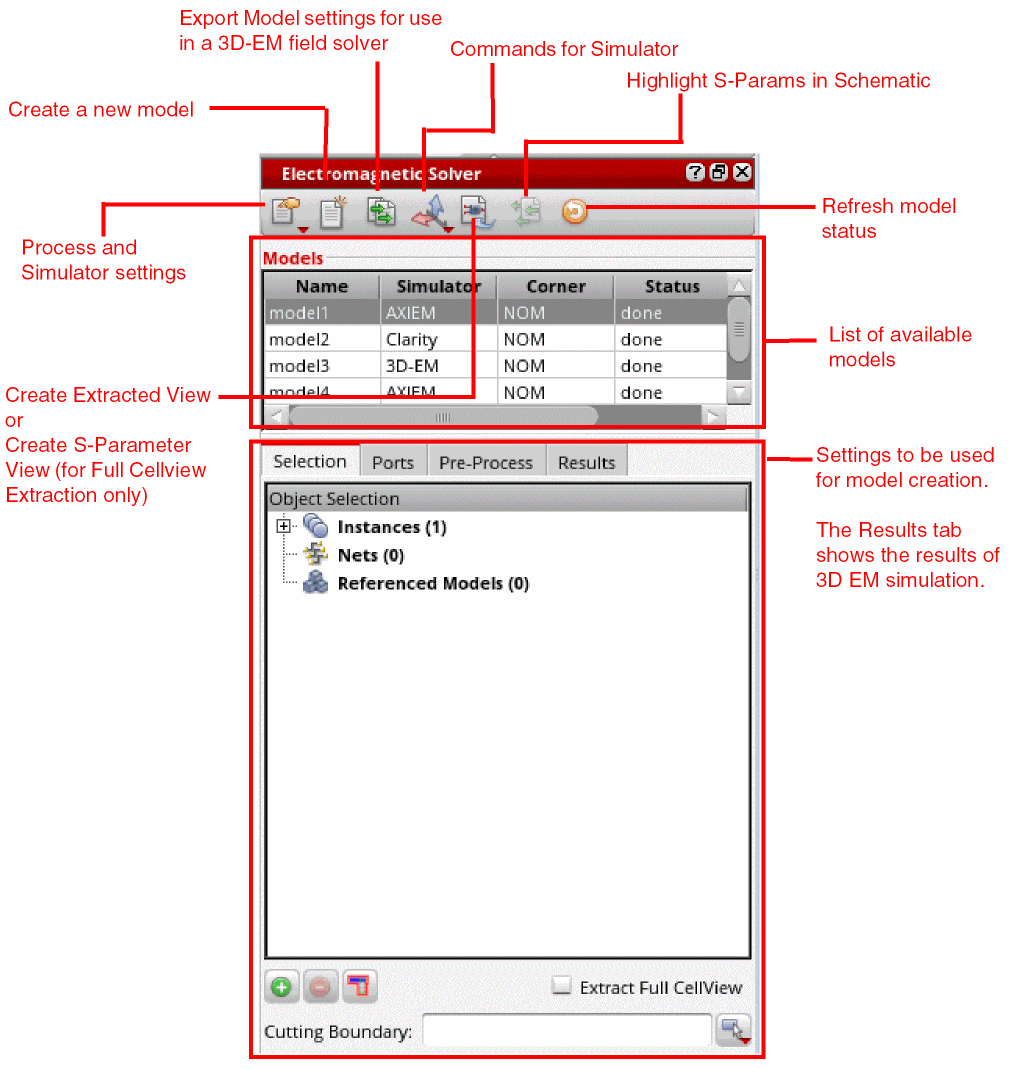 Export Model settings for use
in a 3D-EM field solver
Commands for Simulator
Highlight S-Params in Schematic
Create a new model
Electromagnetic Solver
Refresh model
status
Process and
Simulator settings
Models
Name Simulator Corner Status
model1 AXIEM NOM done
model2 Clarity NOM done
model3 3D-EM NOM done
model4 AXIEM NOM done
List of available
models
Create Extracted View
or
Create S-Parameter
View (for Full Cellview
Extraction only)
Selection Ports Pre-Process Results
Settings to be used
for model creation.
The Results tab
shows the results of
3D EM simulation.
Object Selection
Instances (1)
Nets (0)
Referenced Models (0)
Extract Full CellView
Cutting Boundary: